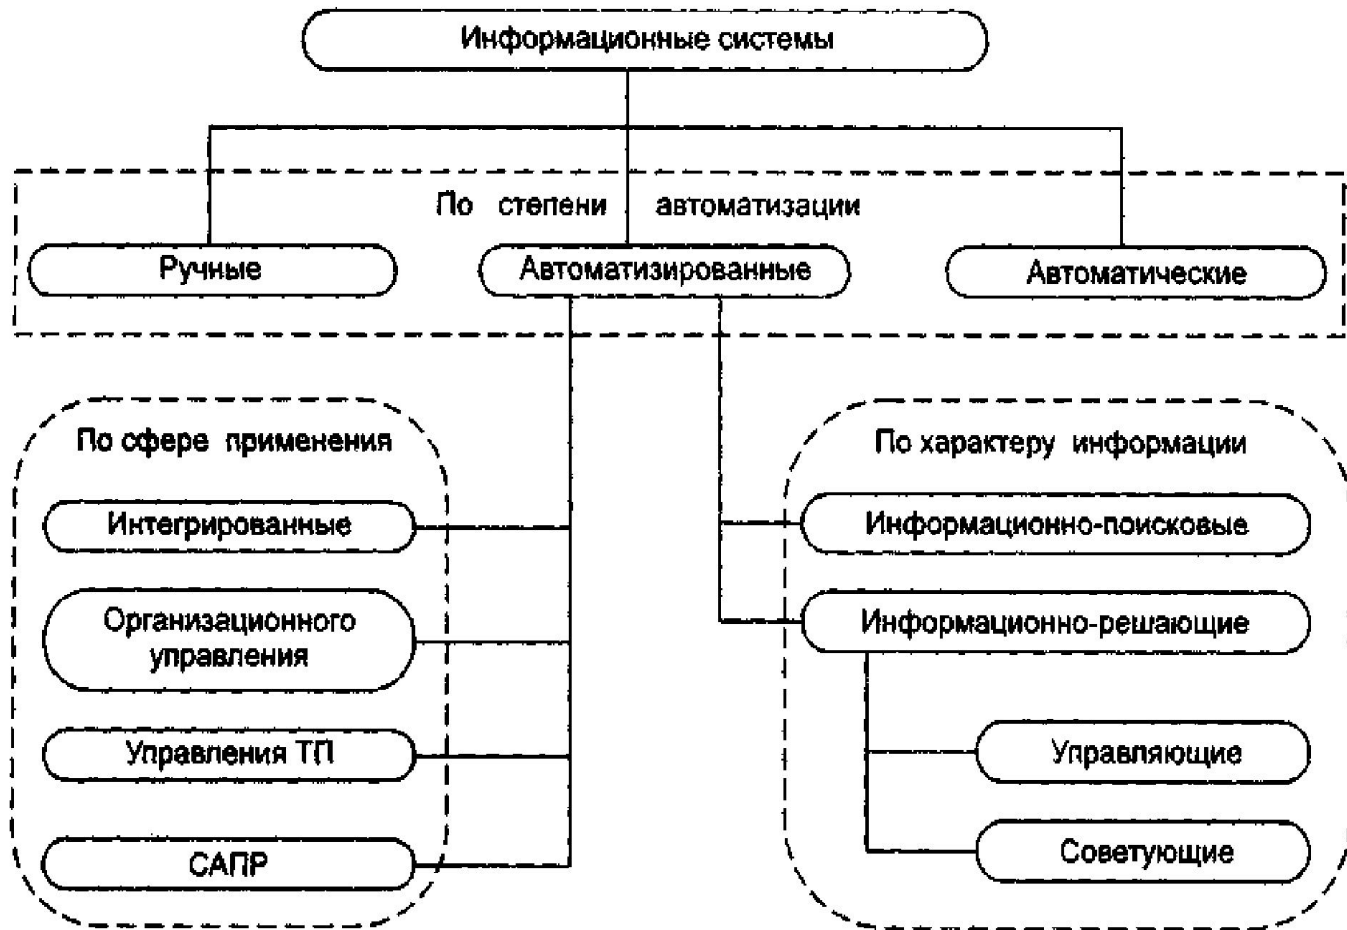 Информационные системы
По степени автоматизации
Ручные
Автоматизированные
Автоматические
По сфере применения
Интегрированные
Организационного
управления
Управления ТП
САПР
По характеру информации
Информационно-поисковые
Информационно-решающие
Управляющие
Советующие